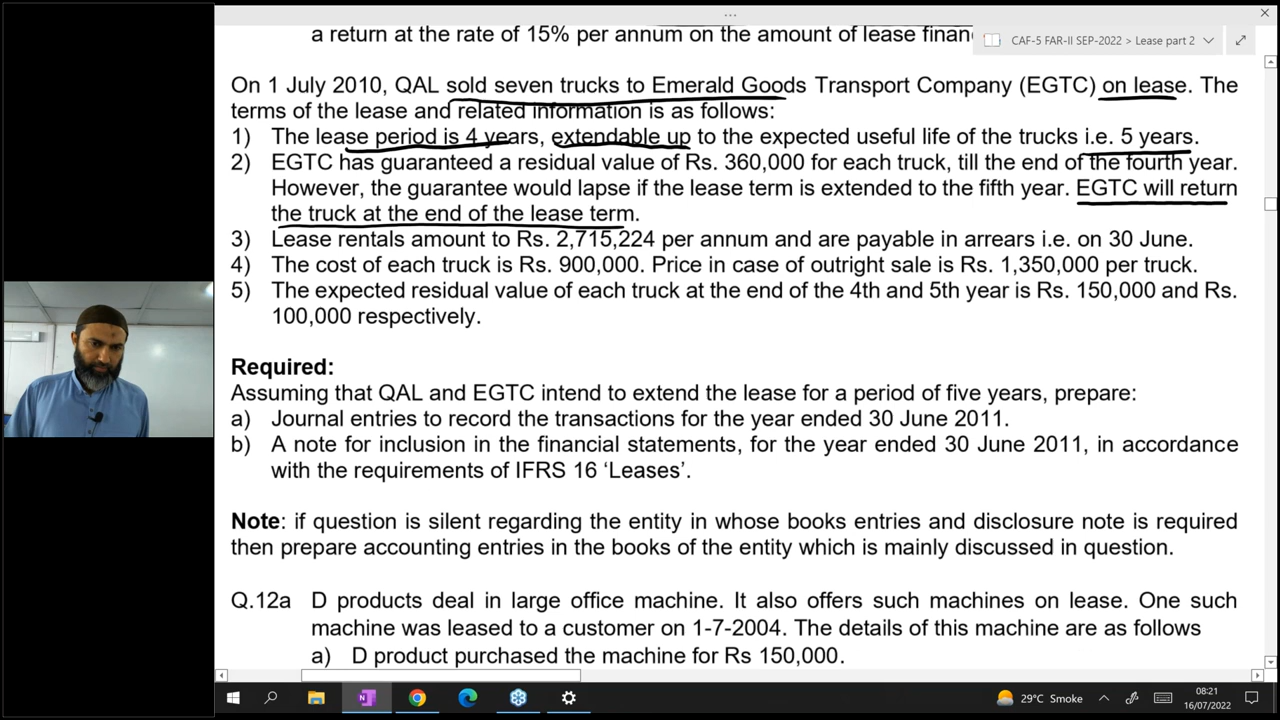 a return at the rate of 15% per annum on the amount of lease finan
CAF-5 FAR-II SEP-2022 > Lease part 2
On 1 July 2010, QAL sold seven trucks to Emerald Goods Transport Company (EGTC) on lease. The
terms of the lease and related information is as follows:
1) The lease period is 4 years, extendable up to the expected useful life of the trucks i.e. 5 years.
2) EGTC has guaranteed a residual value of Rs. 360,000 for each truck, till the end of the fourth year.
However, the guarantee would lapse if the lease term is extended to the fifth year. EGTC will return
the truck at the end of the lease term.
3) Lease rentals amount to Rs. 2,715,224 per annum and are payable in arrears i.e. on 30 June.
4) The cost of each truck is Rs. 900,000. Price in case of outright sale is Rs. 1,350,000 per truck.
5) The expected residual value of each truck at the end of the 4th and 5th year is Rs. 150,000 and Rs.
100,000 respectively.
Required:
Assuming that QAL and EGTC intend to extend the lease for a period of five years, prepare:
a) Journal entries to record the transactions for the year ended 30 June 2011.
b) A note for inclusion in the financial statements, for the year ended 30 June 2011, in accordance
with the requirements of IFRS 16 ‘Leases’.
Note: if question is silent regarding the entity in whose books entries and disclosure note is required
then prepare accounting entries in the books of the entity which is mainly discussed in question.
Q.12a D products deal in large office machine. It also offers such machines on lease. One such
machine was leased to a customer on 1-7-2004. The details of this machine are as follows
a) D product purchased the machine for Rs 150,000.
29°C Smoke
08:21
16/07/2022